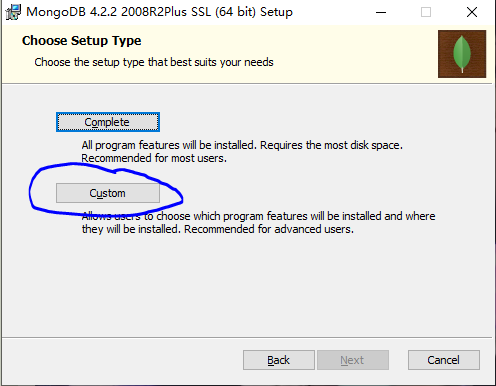 MongoDB 4.2.2 2008R2Plus SSL (64 bit) Setup
Choose Setup Type
Choose the setup type that best suits your needs
Complete
All program features will be installed. Requires the most disk space.
Recommended for most users.
Custom
Allows users to choose which program features will be installed and where
they will be installed. Recommended for advanced users.
Back Next Cancel